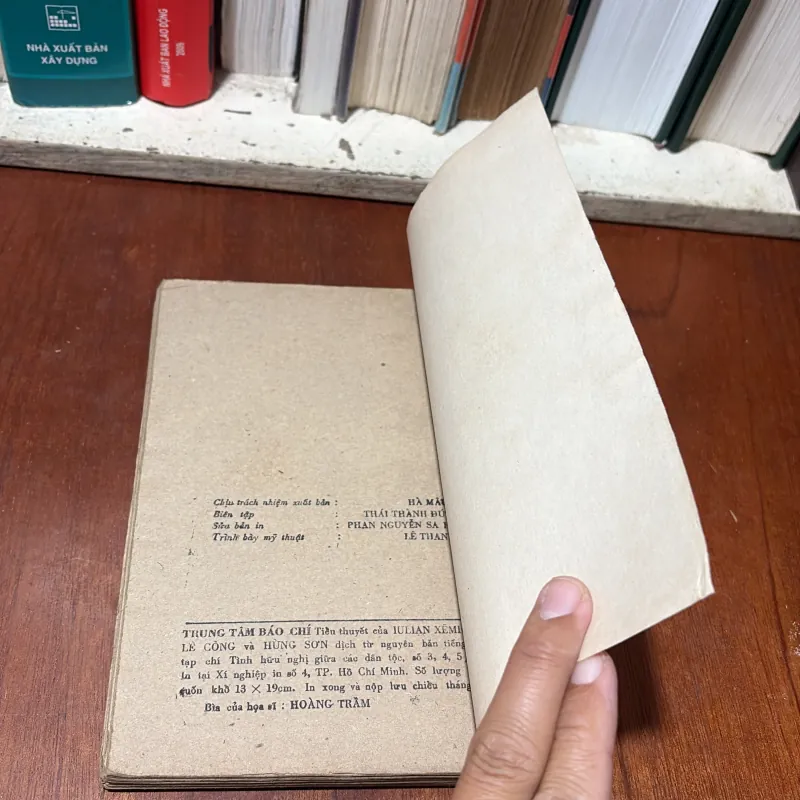 NHÀ XUẤT BẢN
XÂY DỰNG
NHÀ XUẤT BẢN LAO ĐỘNG
2009
Chịu trách nhiệm xuất bản : HÀ MẬU
Biên tập : THÁI THÀNH ĐỨ
Sửa bản in : PHAN NGUYỄN SA
Trình bày mỹ thuật : LÊ THAN
TRUNG TÂM BÁO CHÍ Tiểu thuyết của IULIAN XÊM
LÊ CÔNG và HÙNG SƠN dịch từ nguyên bản tiếng
tạp chí Tình hữu nghị giữa các dân tộc, số 3, 4, 5
In tại Xí nghiệp in số 4, TP. Hồ Chí Minh. Số lượng
quốn khổ 13 × 19cm. In xong và nộp lưu chiểu tháng
Bìa của họa sĩ : HOÀNG TRẦM